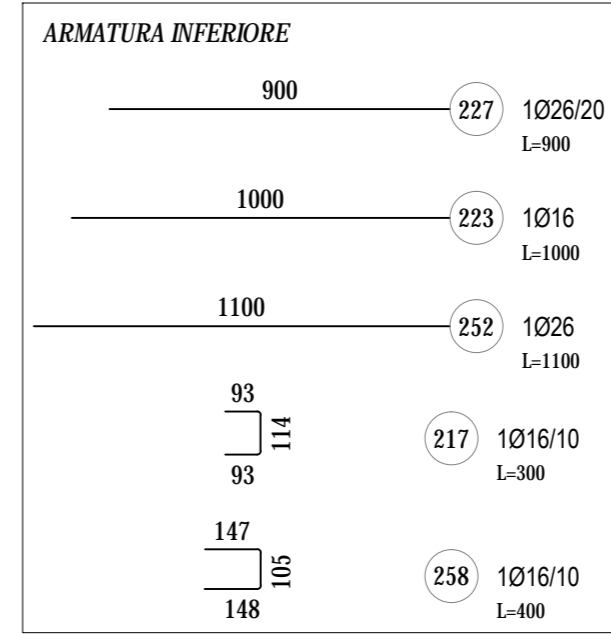 ARMATURA INFERIORE
900
227 1Ø26/20
L=900
1000
223 1Ø16
L=1000
1100
252 1Ø26
L=1100
93
114
93
217 1Ø16/10
L=300
147
105
148
258 1Ø16/10
L=400